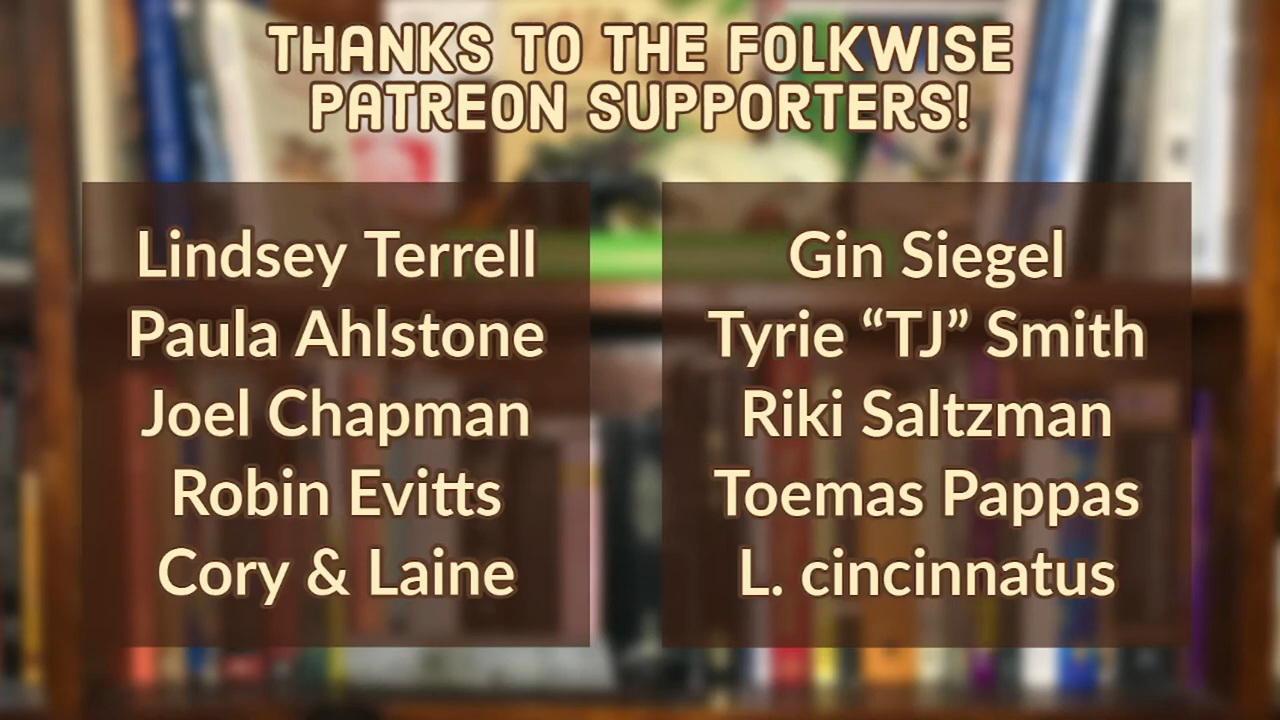 THANKS TO THE FOLKWISE
PATREON SUPPORTERS!
Lindsey Terrell
Paula Ahlstone
Joel Chapman
Robin Evitts
Cory & Laine
Gin Siegel
Tyrie “TJ” Smith
Riki Saltzman
Toemas Pappas
L. cincinnatus